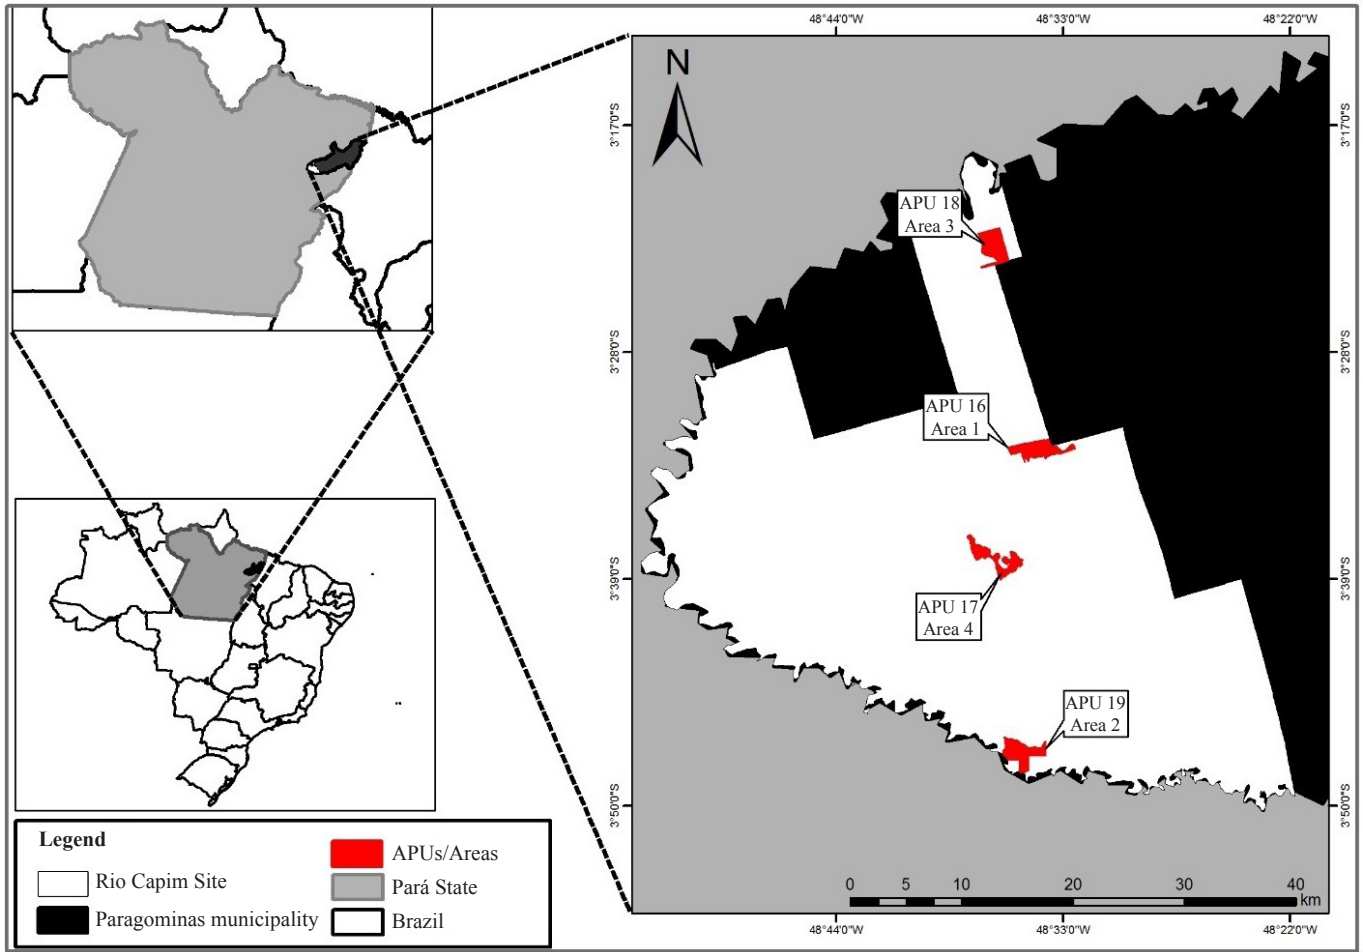 48°44'0"W
48°33'0"W
48°22'0"W
N
3°17'0"S
3°17'0"S
APU 18
Area 3
3°28'0"S
3°28'0"S
APU 16
Area 1
3°39'0"S
3°39'0"S
APU 17
Area 4
APU 19
Area 2
3°50'0"S
3°50'0"S
0 5 10 20 30 40
km
48°44'0"W
48°33'0"W
48°22'0"W
Legend
Rio Capim Site
Paragominas municipality
APUs/Areas
Pará State
Brazil